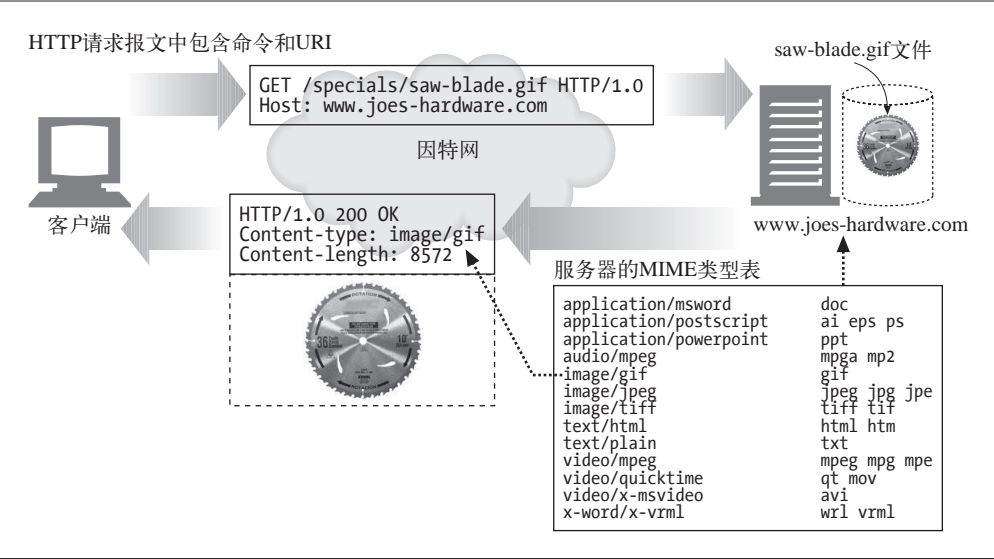 HTTP请求报文中包含命令和URI
saw-blade.gif文件
GET /specials/saw-blade.gif HTTP/1.0
Host: www.joes-hardware.com
因特网
客户端
HTTP/1.0 200 OK
Content-type: image/gif
Content-length: 8572
www.joes-hardware.com
服务器的MIME类型表
application/msword doc
application/postscript ai eps ps
application/powerpoint ppt
audio/mpeg mpga mp2
image/gif gif
image/jpeg jpeg jpg jpe
image/tiff tiff tif
text/html html htm
text/plain txt
video/mpeg mpeg mpg mpe
video/quicktime qt mov
video/x-msvideo avi
x-word/x-vrml wrl vrml
ROTATION
36
10"